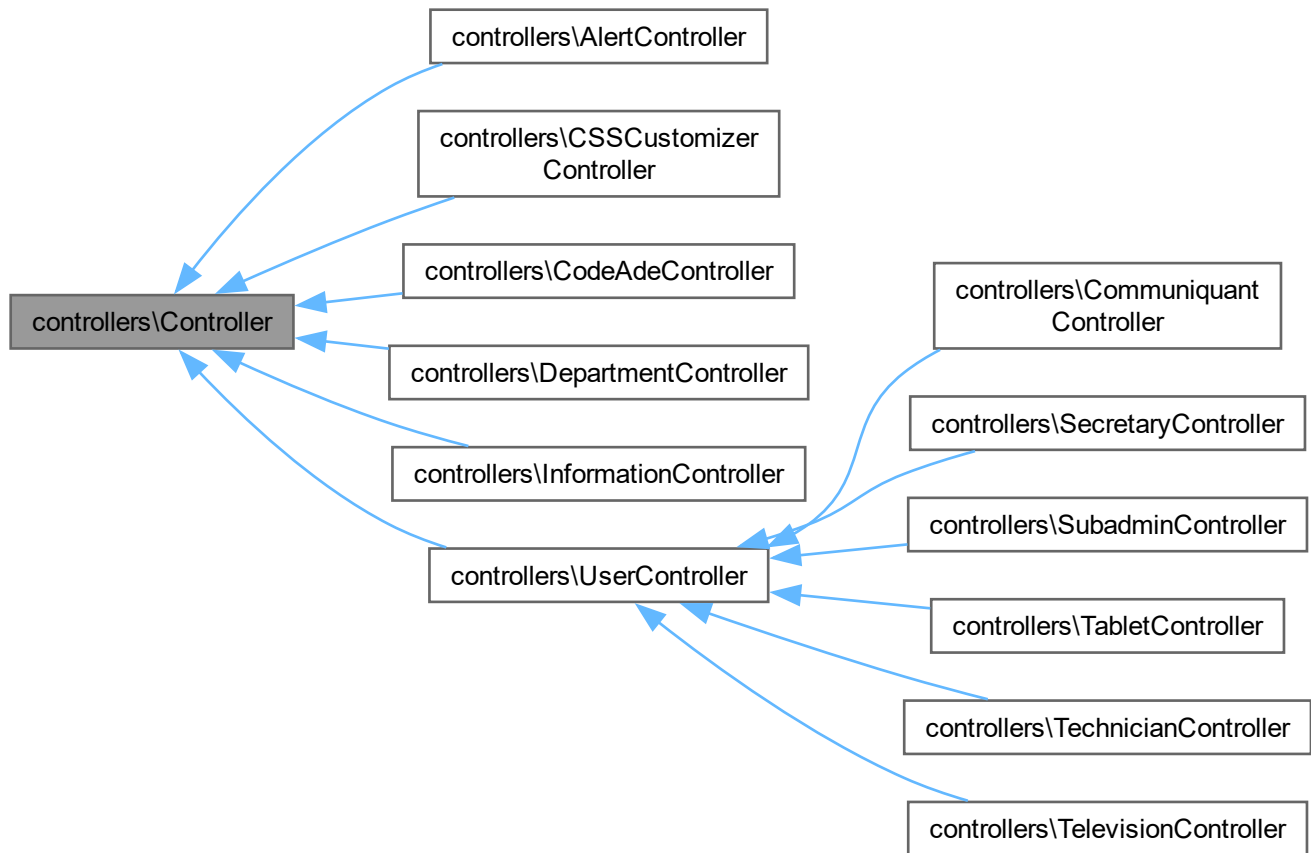 controllers\AlertController
controllers\CSSCustomizer
Controller
controllers\CodeAdeController
controllers\Controller
controllers\DepartmentController
controllers\InformationController
controllers\UserController
controllers\Communiquant
Controller
controllers\SecretaryController
controllers\SubadminController
controllers\TabletController
controllers\TechnicianController
controllers\TelevisionController